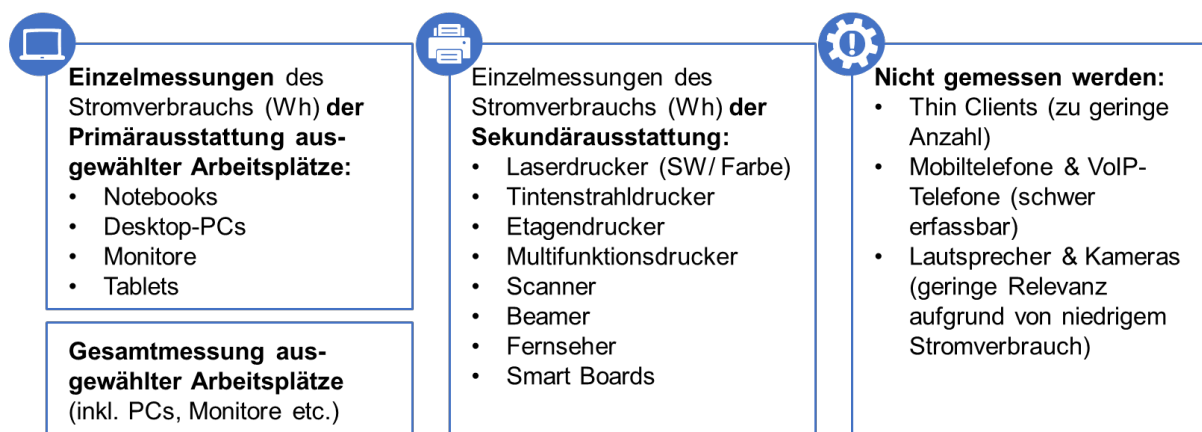 Einzelmessungen des
Stromverbrauchs (Wh) der
Primärausstattung aus-
gewählter Arbeitsplätze:
• Notebooks
• Desktop-PCs
• Monitore
• Tablets
Gesamtmessung aus-
gewählter Arbeitsplätze
(inkl. PCs, Monitore etc.)
Einzelmessungen des
Stromverbrauchs (Wh) der
Sekundärausstattung:
• Laserdrucker (SW/ Farbe)
• Tintenstrahldrucker
• Etagendrucker
• Multifunktionsdrucker
• Scanner
• Beamer
• Fernseher
• Smart Boards
Nicht gemessen werden:
• Thin Clients (zu geringe
Anzahl)
• Mobiltelefone & VoIP-
Telefone (schwer
erfassbar)
• Lautsprecher & Kameras
(geringe Relevanz
aufgrund von niedrigem
Stromverbrauch)